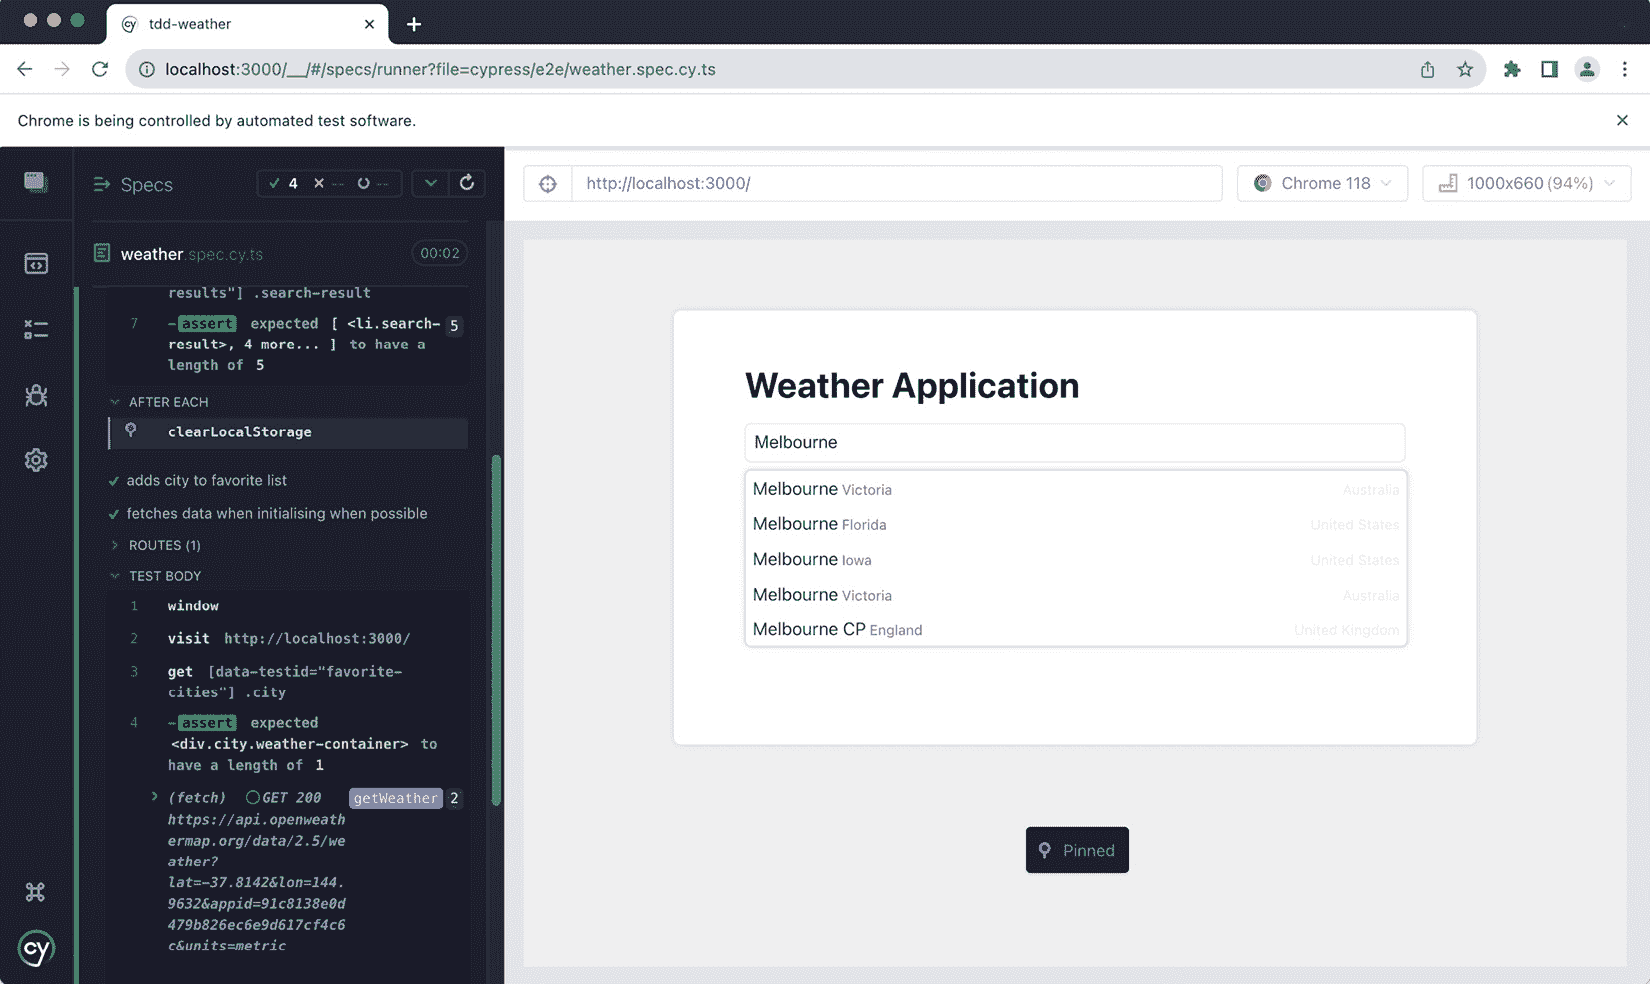 tdd-weather
localhost:3000/__/#/specs/runner?file=cypress/e2e/weather.spec.cy.ts
Chrome is being controlled by automated test software.
Specs
4 -- --
http://localhost:3000/
Chrome 118
1000x660 (94%)
weather.spec.cy.ts 00:02
results"] .search-result
7 -assert expected [ <li.search- 5
result>, 4 more... ] to have a
length of 5
AFTER EACH
clearLocalStorage
adds city to favorite list
fetches data when initialising when possible
ROUTES (1)
TEST BODY
1 window
2 visit http://localhost:3000/
3 get [data-testid="favorite-
cities"] .city
4 -assert expected
<div.city.weather-container> to
have a length of 1
(fetch) GET 200 getWeather 2
https://api.openweath
ermap.org/data/2.5/we
ather?
lat=-37.8142&lon=144.
9632&appid=91c8138e0d
479b826ec6e9d617cf4c6
c&units=metric
cy
Weather Application
Melbourne
Melbourne Victoria Australia
Melbourne Florida United States
Melbourne Iowa United States
Melbourne Victoria Australia
Melbourne CP England United Kingdom
Pinned